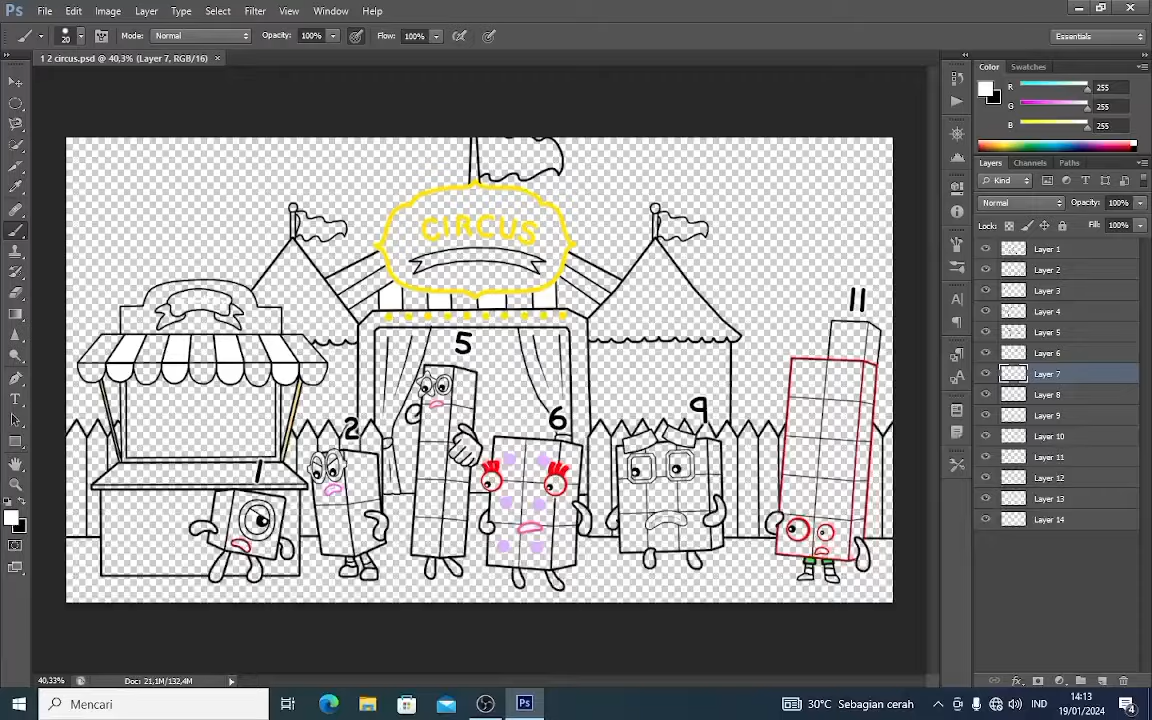 Ps File Edit Image Layer Type Select Filter View Window Help
20 Mode: Normal Opacity: 100% Flow: 100% Essentials
1 2 circus.psd @ 40,3% (Layer 7, RGB/16) ×
Color Swatches
R 255
G 255
B 255
Layers Channels Paths
Kind
Normal Opacity: 100%
Locks: Fill: 100%
Layer 1
Layer 2
Layer 3
Layer 4
Layer 5
Layer 6
Layer 7
Layer 8
Layer 9
Layer 10
Layer 11
Layer 12
Layer 13
Layer 14
CIRCUS
11
5
9
6
2
1
40,33% Doc: 21,1M/132,4M
Mencari
30°C Sebagian cerah
IND
14:13
19/01/2024
4